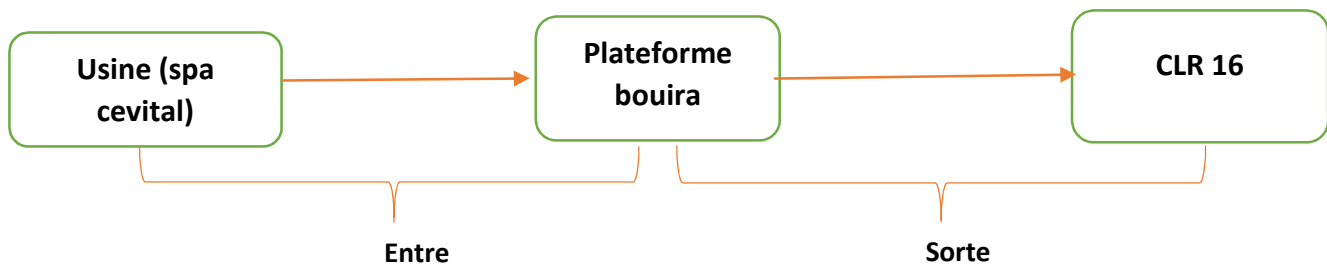 Usine (spa
cevital)
Plateforme
bouira
CLR 16
Entre
Sorte